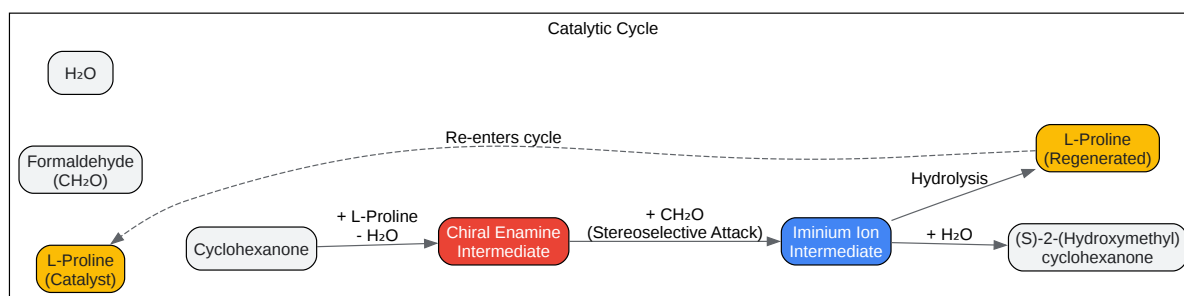 Catalytic Cycle
H₂O
Re-enters cycle
L-Proline
(Regenerated)
Formaldehyde
(CH₂O)
Hydrolysis
+ L-Proline
- H₂O
+ CH₂O
(Stereoselective Attack)
+ H₂O
L-Proline
(Catalyst)
Cyclohexanone
Chiral Enamine
Intermediate
Iminium Ion
Intermediate
(S)-2-(Hydroxymethyl)
cyclohexanone